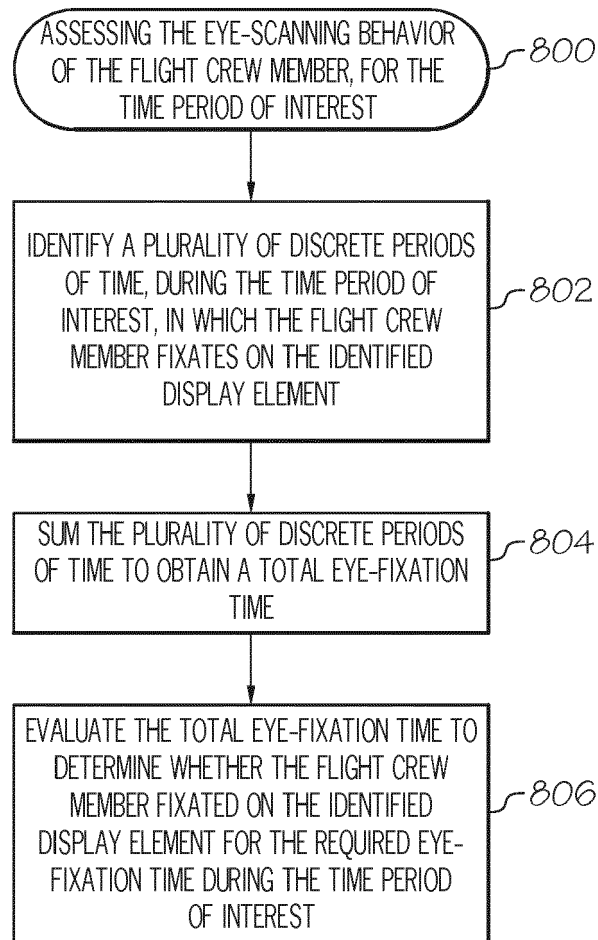 ASSESSING THE EYE-SCANNING BEHAVIOR
OF THE FLIGHT CREW MEMBER, FOR THE
TIME PERIOD OF INTEREST
800
IDENTIFY A PLURALITY OF DISCRETE PERIODS
OF TIME, DURING THE TIME PERIOD OF
INTEREST, IN WHICH THE FLIGHT CREW
MEMBER FIXATES ON THE IDENTIFIED
DISPLAY ELEMENT
802
SUM THE PLURALITY OF DISCRETE PERIODS
OF TIME TO OBTAIN A TOTAL EYE-FIXATION
TIME
804
EVALUATE THE TOTAL EYE-FIXATION TIME TO
DETERMINE WHETHER THE FLIGHT CREW
MEMBER FIXATED ON THE IDENTIFIED
DISPLAY ELEMENT FOR THE REQUIRED EYE-
FIXATION TIME DURING THE TIME PERIOD
OF INTEREST
806